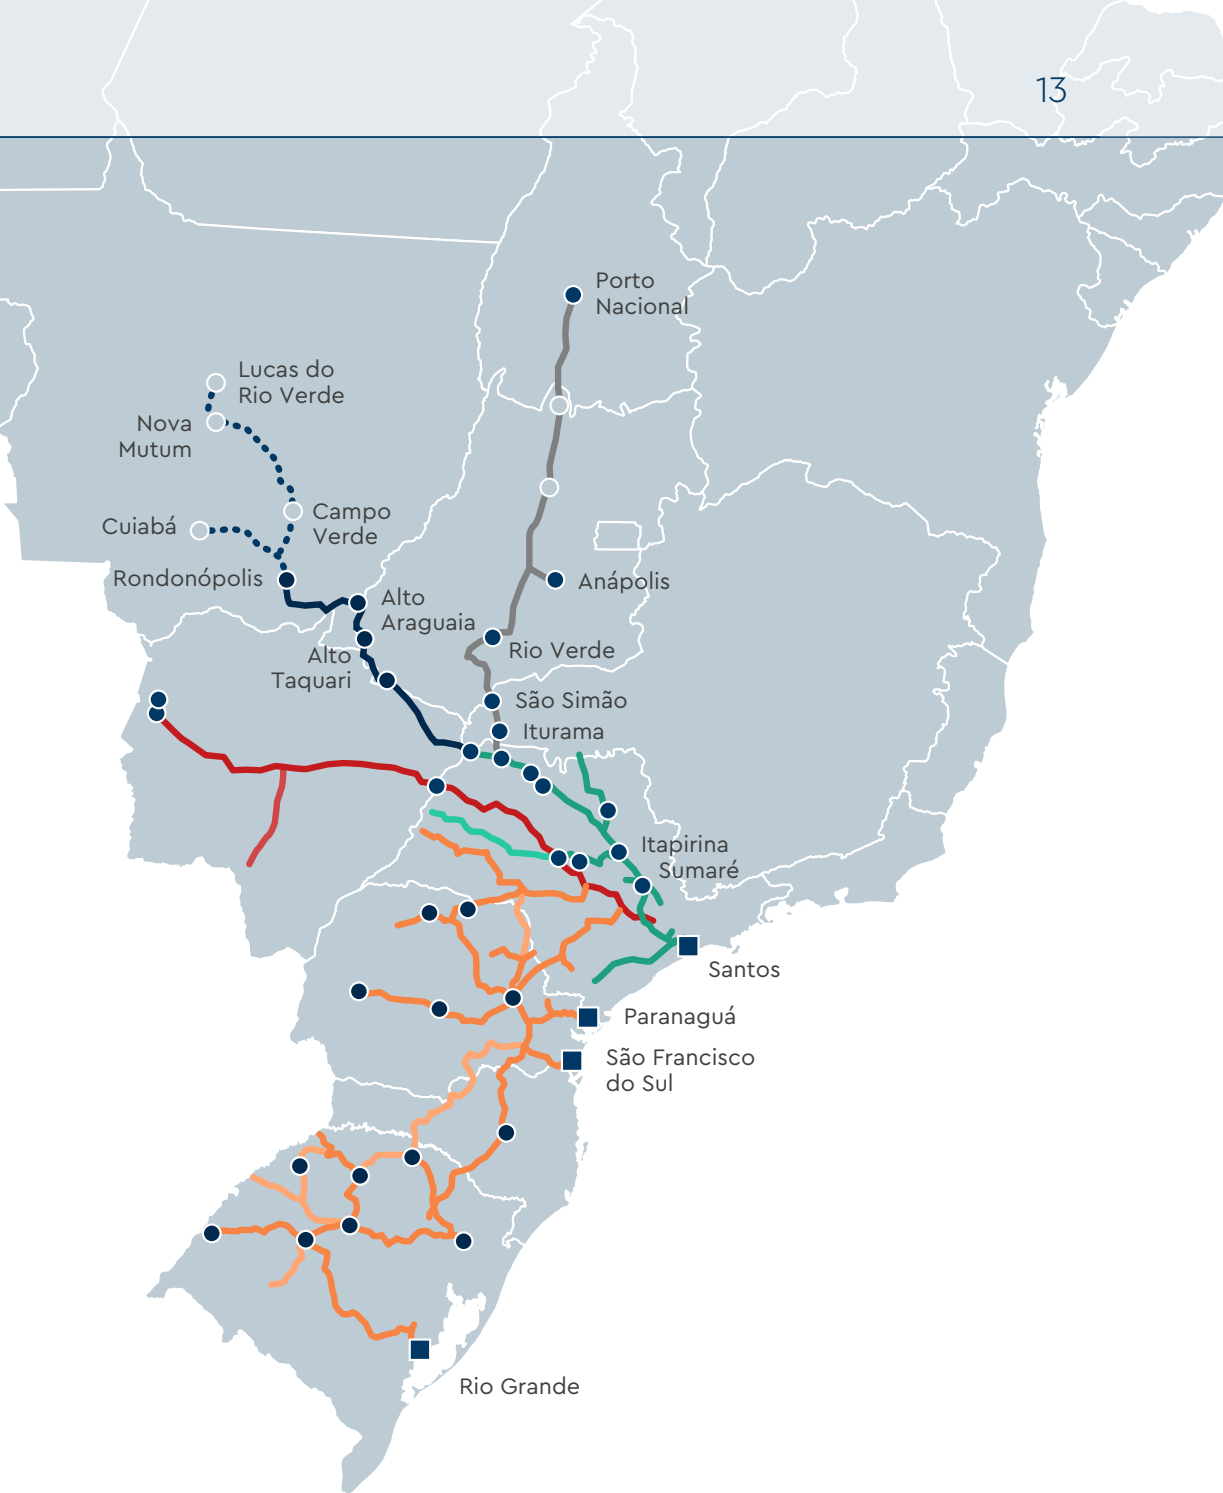 13
Porto
Nacional
Lucas do
Rio Verde
Nova
Mutum
Campo
Verde
Cuiabá
Rondonópolis
Anápolis
Alto
Araguaia
Rio Verde
Alto
Taquari
São Simão
Iturama
Itapirina
Sumaré
Santos
Paranaguá
São Francisco
do Sul
Rio Grande